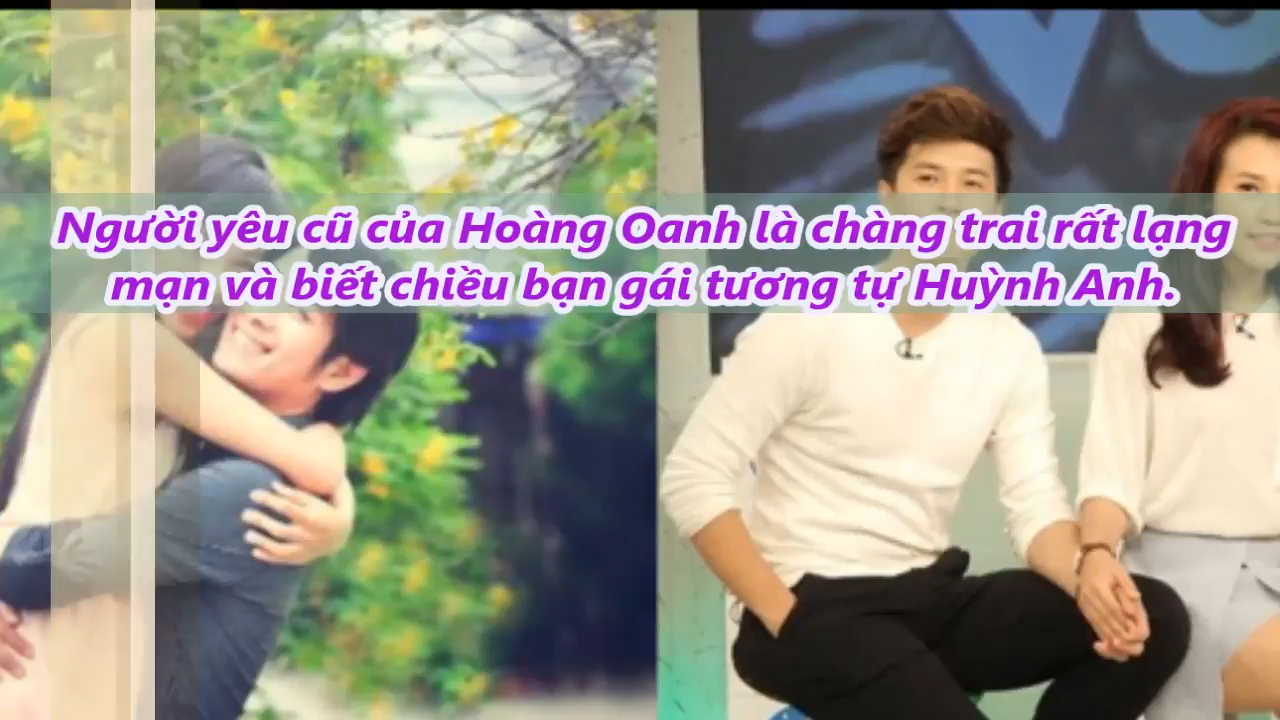 Người yêu cũ của Hoàng Oanh là chàng trai rất lạng
mạn và biết chiều bạn gái tương tự Huỳnh Anh.